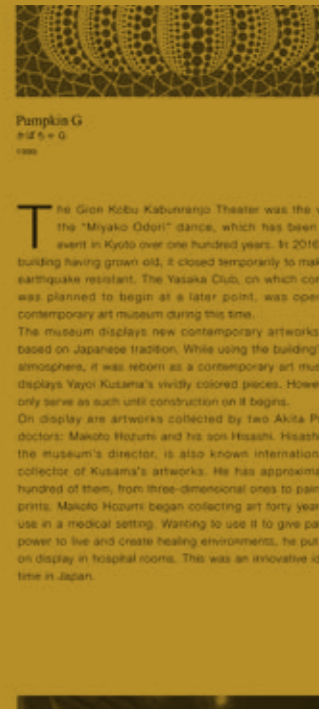 Pumpkin G
かぼちゃ G
The Gion Kobu Kaburenjo Theater was the
the "Miyako Odori" dance, which has been
event in Kyoto over one hundred years. In 2016
building having grown old, it closed temporarily to
earthquake resistant. The Yasaka Club, on which
was planned to begin at a later point, was
contemporary art museum during this time.
The museum displays new contemporary artworks
based on Japanese tradition. While using the
atmosphere, it was reborn as a contemporary art
displays Yayoi Kusama's vividly colored pieces.
only serve as such until construction on it begins.
On display are artworks collected by two Akita
doctors: Makoto Hozumi and his son Hisashi.
the museum's director, is also known
collector of Kusama's artworks. He has
hundred of them, from three-dimensional ones to
prints. Makoto Hozumi began collecting art forty
use in a medical setting. Wanting to use it to give
power to live and create healing environments, he put
on display in hospital rooms. This was an innovative
time in Japan.